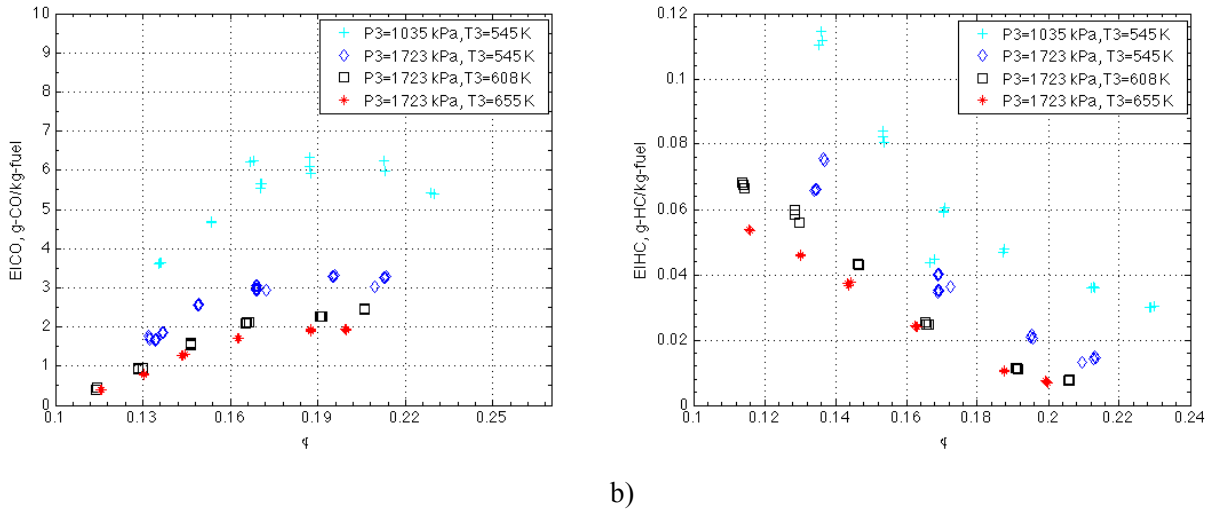 10
9
8
7
6
5
4
3
2
1
0
EICO, g-CO/kg-fuel
P3=1035 kPa,T3=545 K
P3=1723 kPa,T3=545 K
P3=1723 kPa,T3=608 K
P3=1723 kPa,T3=655 K
0.1 0.13 0.16 0.19 0.22 0.25
0.12
0.1
0.08
0.06
0.04
0.02
0
EIHC, g-HC/kg-fuel
P3=1035 kPa,T3=545 K
P3=1723 kPa,T3=545 K
P3=1723 kPa,T3=608 K
P3=1723 kPa,T3=655 K
0.1 0.12 0.14 0.16 0.18 0.2 0.22 0.24
b)